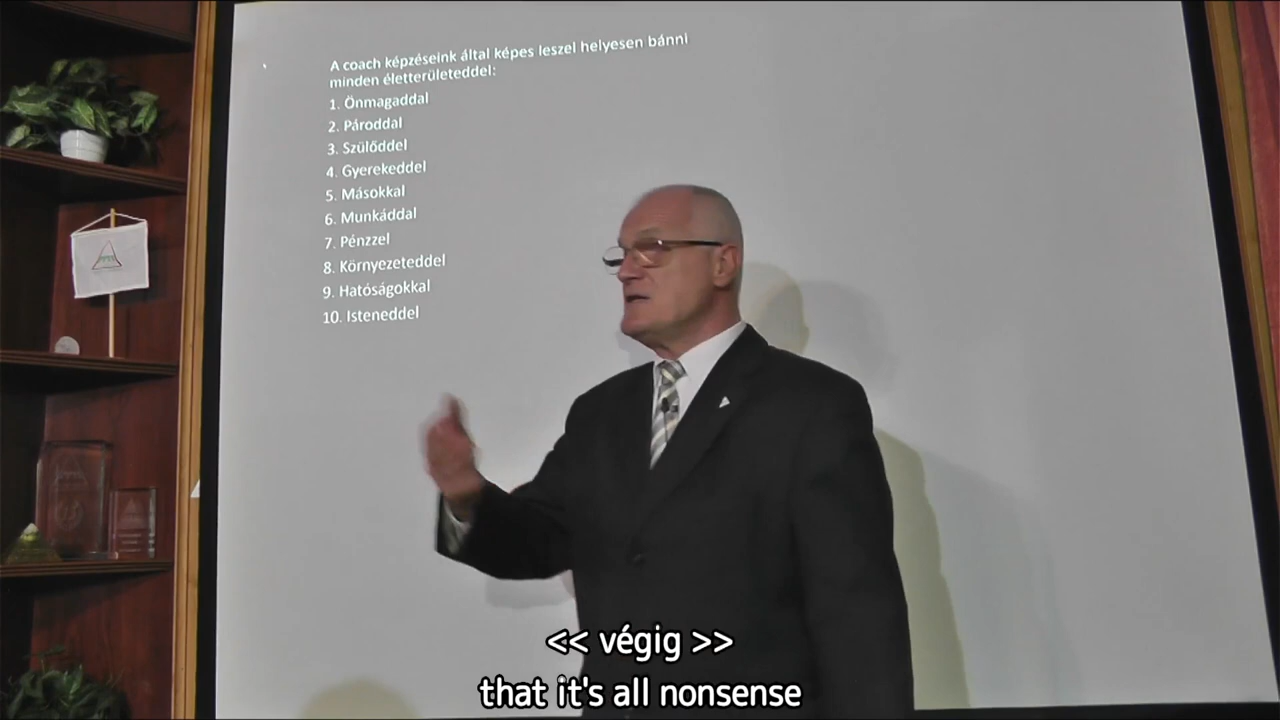 A coach képzéseink által képes leszel helyesen bánni
minden életterületeddel:
1. Önmagaddal
2. Pároddal
3. Szülőddel
4. Gyerekeddel
5. Másokkal
6. Munkáddal
7. Pénzzel
8. Környezeteddel
9. Hatóságokkal
10. Isteneddel
<< végig >>
that it's all nonsense